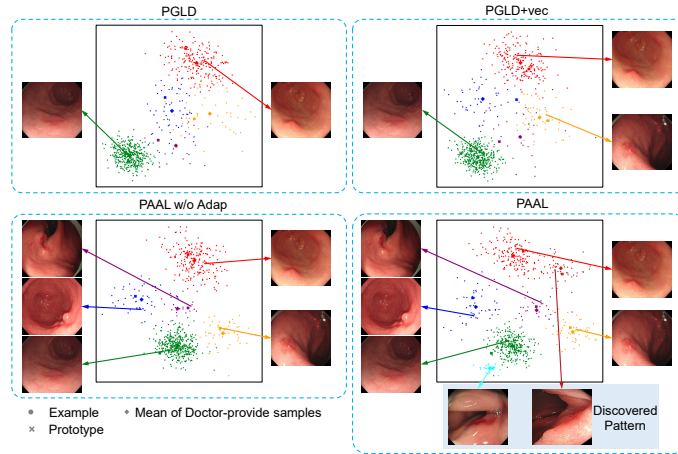 PGLD
PGLD+vec
PAAL w/o Adap
PAAL
Example
Mean of Doctor-provide samples
Prototype
Discovered
Pattern